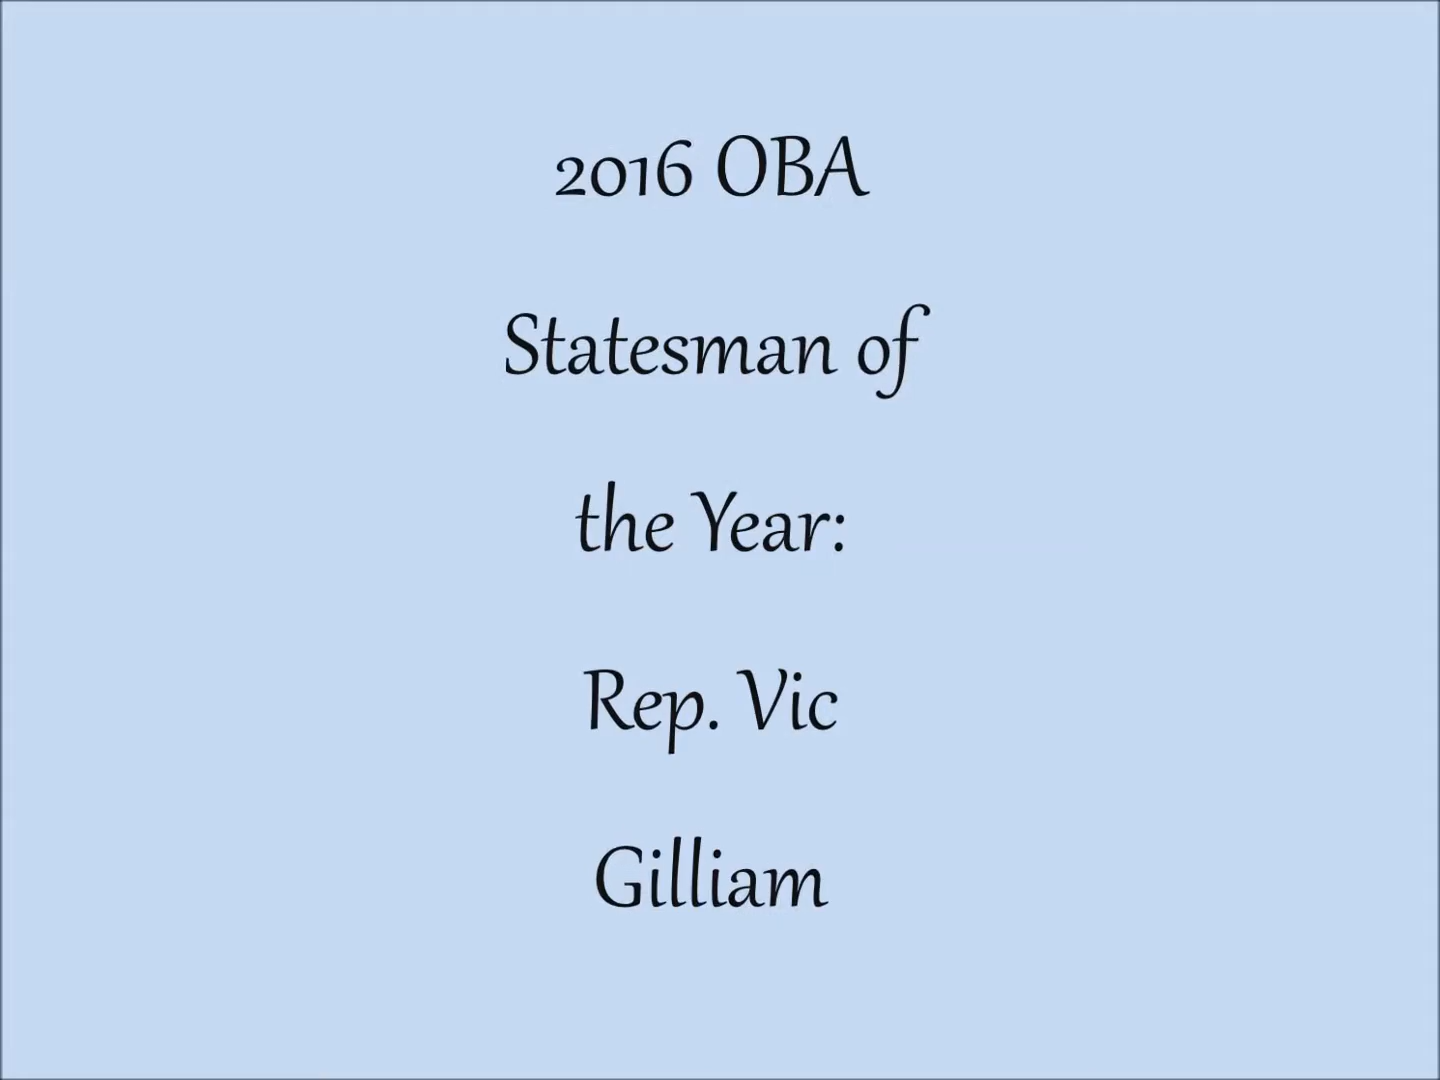 2016 OBA
Statesman of
the Year:
Rep. Vic
Gilliam